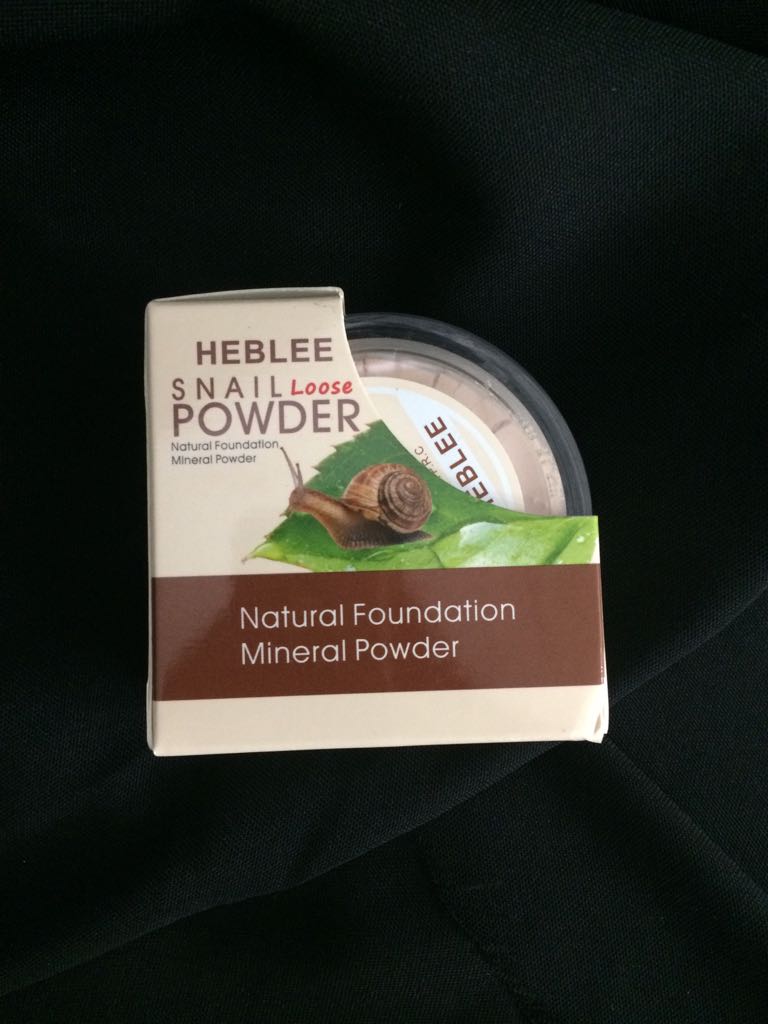 HEBLEE
SNAIL Loose
POWDER
Natural Foundation
Mineral Powder
HEBLEE
Natural Foundation
Mineral Powder